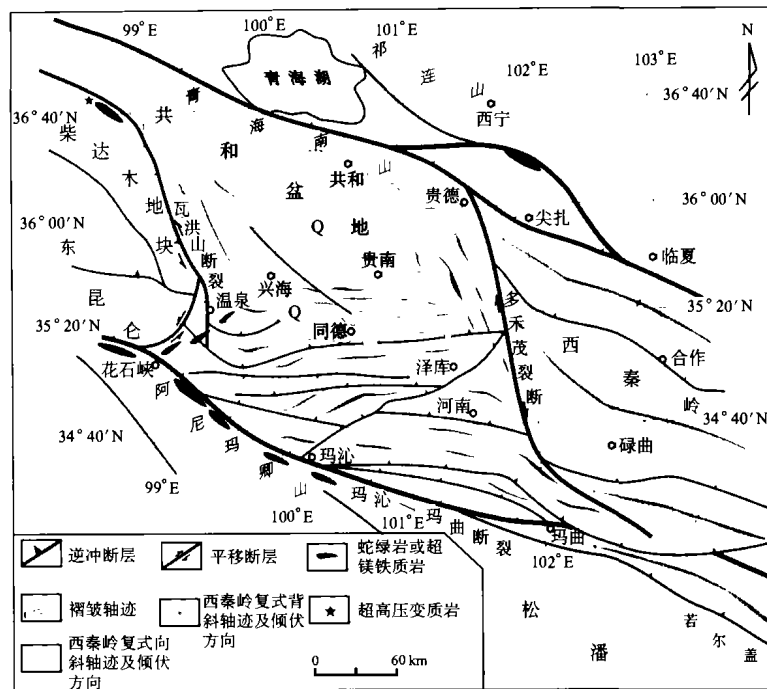 99°E
100°E
101°E
102°E
103°E
N
36°40′N
36°40′N
青海湖
祁连山
西宁
柴达木地块
共和盆地
青海南山
共和
贵德
尖扎
36°00′N
36°00′N
瓦洪山断裂
Q
贵南
临夏
东昆仑
兴海
温泉
Q
同德
多禾茂断裂
西秦岭
35°20′N
35°20′N
花石峡
泽库
合作
阿尼玛卿山
河南
34°40′N
34°40′N
碌曲
玛沁
99°E
100°E
101°E
玛沁玛曲断裂
玛曲
102°E
松潘
若尔盖
逆冲断层
平移断层
蛇绿岩或超
镁铁质岩
褶皱轴迹
西秦岭复式背
斜轴迹及倾伏
方向
超高压变质岩
西秦岭复式向
斜轴迹及倾伏
方向
0
60 km